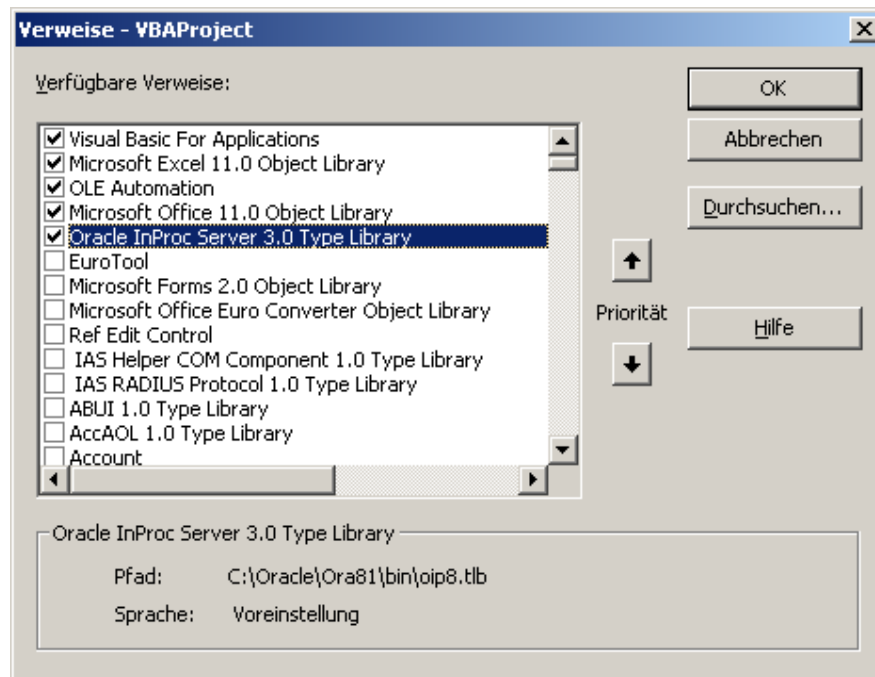 Verweise - VBAProject
Verfügbare Verweise:
OK
Abbrechen
Durchsuchen...
Hilfe
Visual Basic For Applications
Microsoft Excel 11.0 Object Library
OLE Automation
Microsoft Office 11.0 Object Library
Oracle InProc Server 3.0 Type Library
EuroTool
Microsoft Forms 2.0 Object Library
Microsoft Office Euro Converter Object Library
Ref Edit Control
IAS Helper COM Component 1.0 Type Library
IAS RADIUS Protocol 1.0 Type Library
ABUI 1.0 Type Library
AccAOL 1.0 Type Library
Account
Priorität
Oracle InProc Server 3.0 Type Library
Pfad: C:\Oracle\Ora81\bin\oip8.tlb
Sprache: Voreinstellung